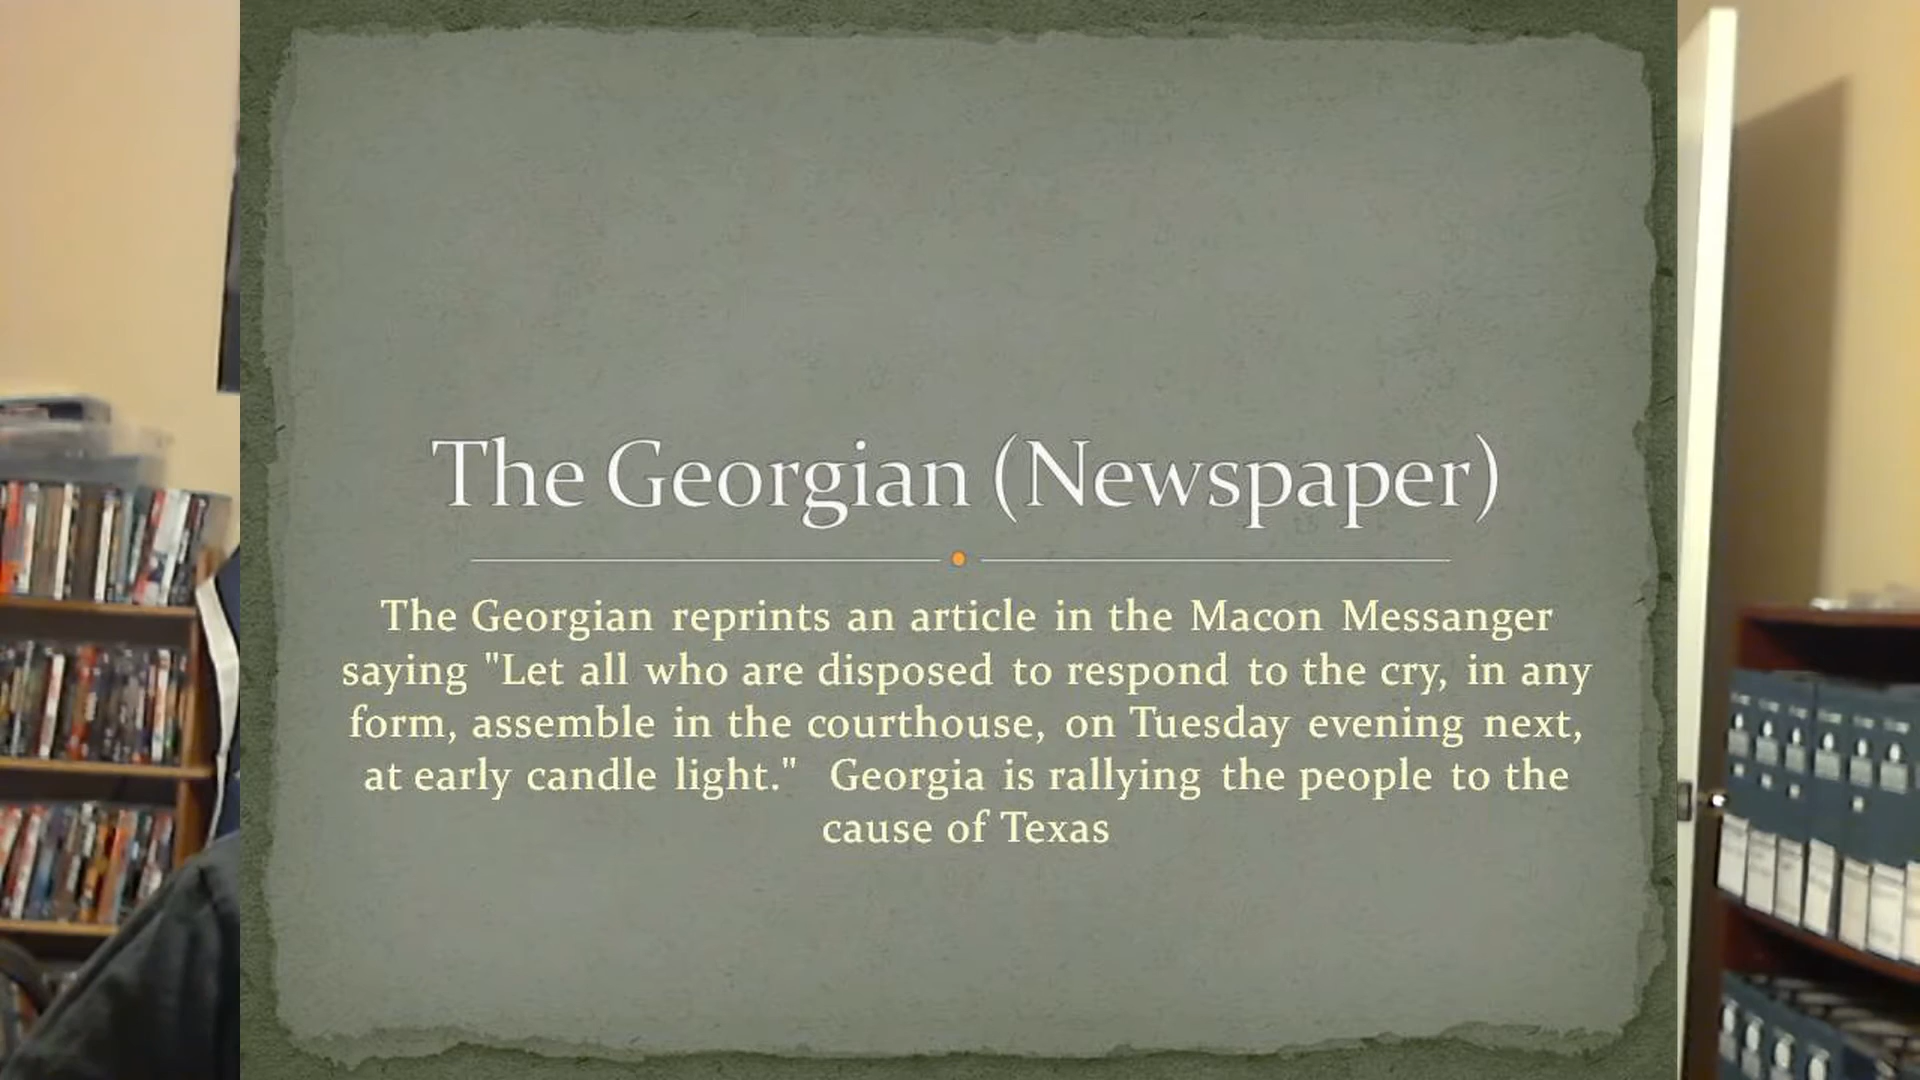 The Georgian (Newspaper)
The Georgian reprints an article in the Macon Messanger
saying "Let all who are disposed to respond to the cry, in any
form, assemble in the courthouse, on Tuesday evening next,
at early candle light."  Georgia is rallying the people to the
cause of Texas